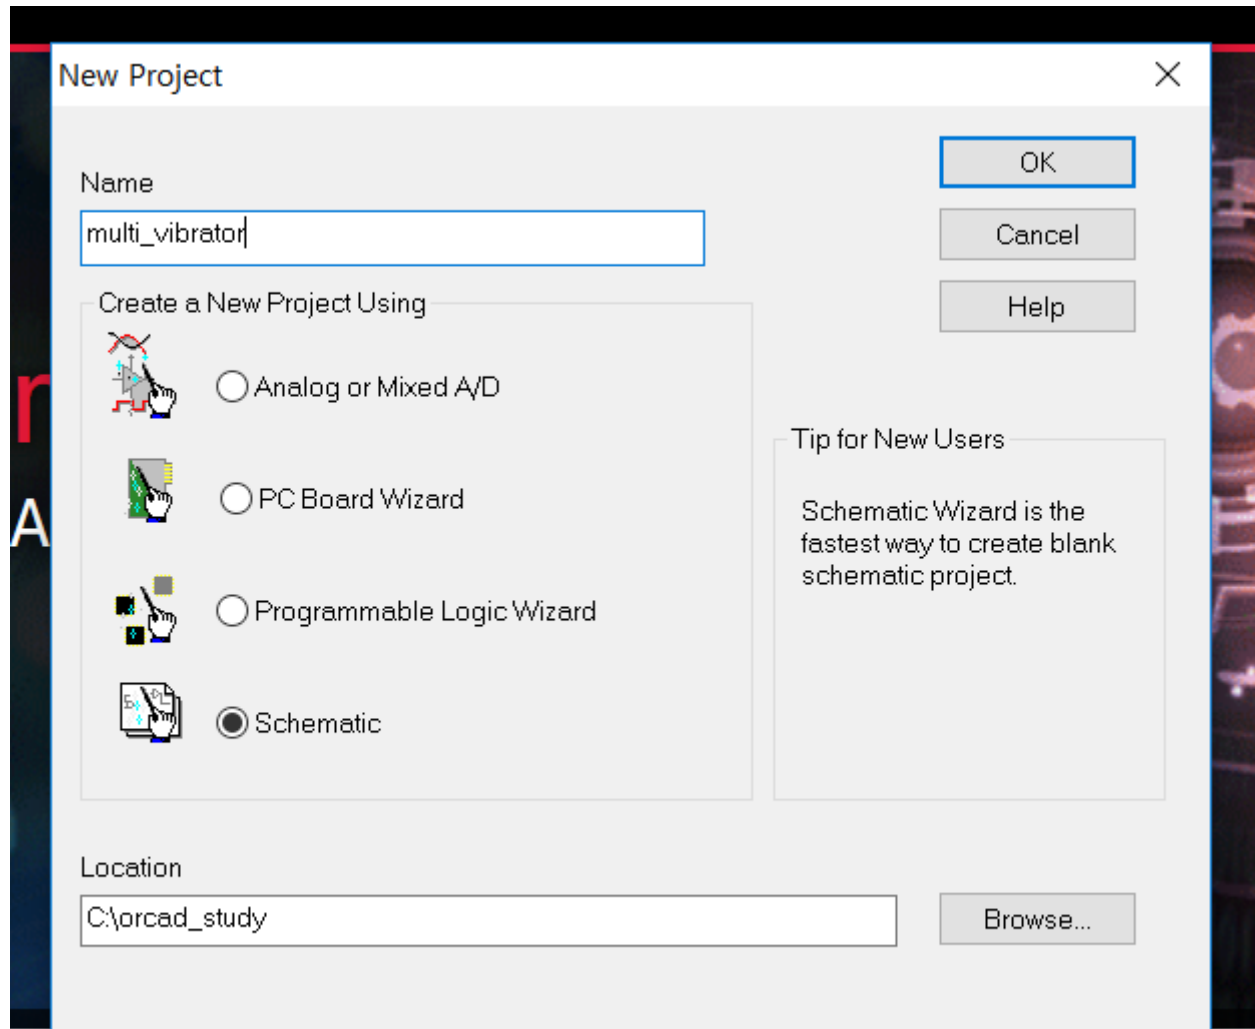 New Project
Name
OK
multi_vibrator
Cancel
Create a New Project Using
Help
Analog or Mixed A/D
PC Board Wizard
Programmable Logic Wizard
Schematic
Tip for New Users
Schematic Wizard is the
fastest way to create blank
schematic project.
Location
C:\orcad_study
Browse...
r
A